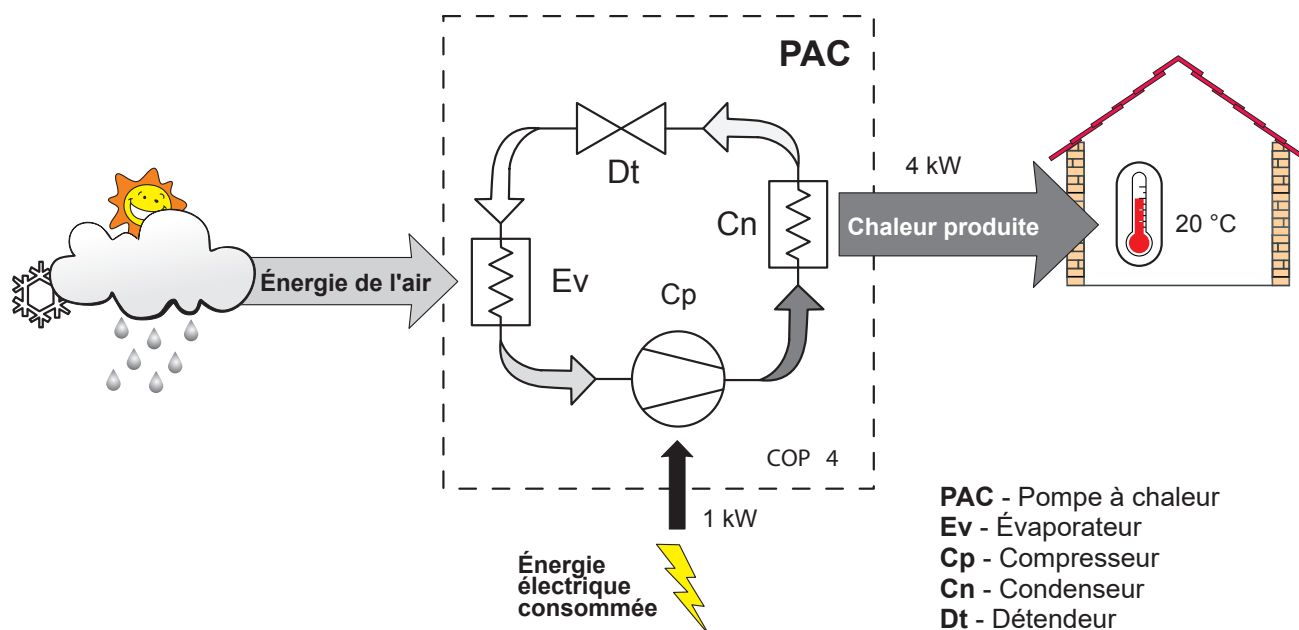 PAC
Dt
4 kW
Cn
Chaleur produite
20 °C
Énergie de l'air
Ev
Cp
COP 4
1 kW
Énergie
électrique
consommée
PAC - Pompe à chaleur
Ev - Évaporateur
Cp - Compresseur
Cn - Condenseur
Dt - Détendeur